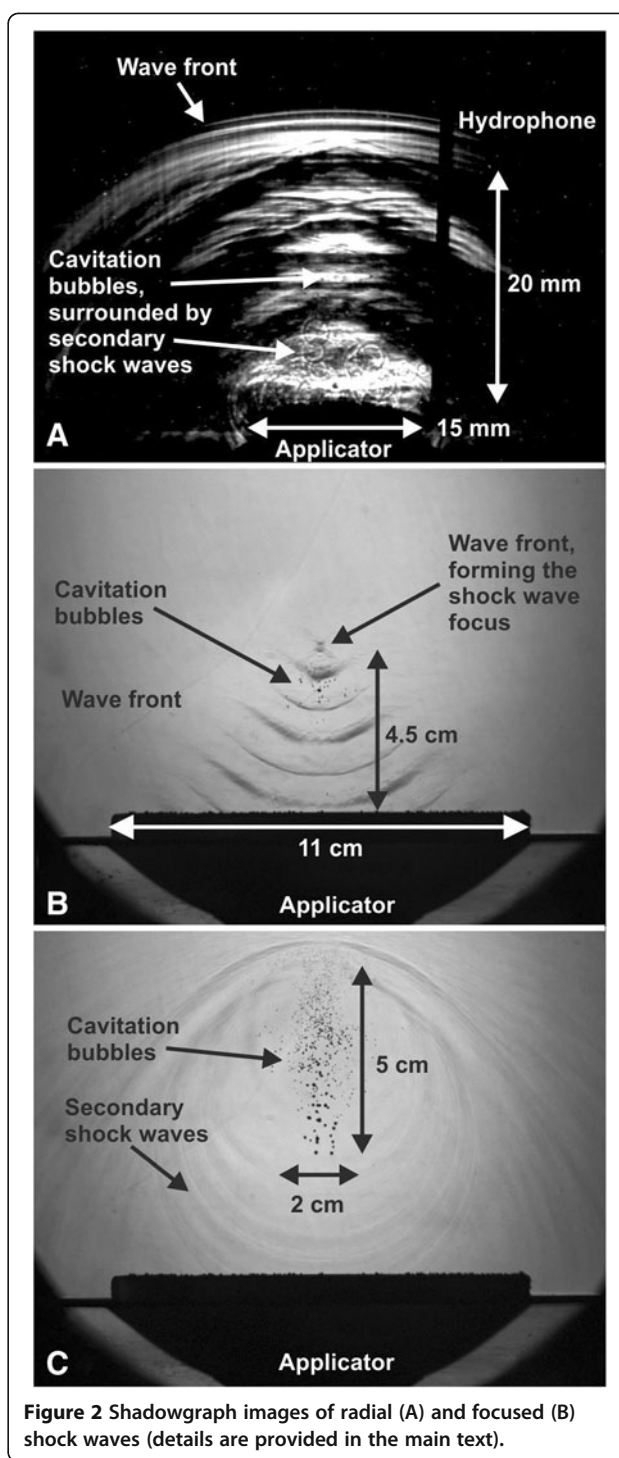 Wave front
Hydrophone
Cavitation
bubbles,
surrounded by
secondary
shock waves
20 mm
A
15 mm
Applicator
Wave front,
forming the
shock wave
focus
Cavitation
bubbles
Wave front
4.5 cm
11 cm
B
Applicator
Cavitation
bubbles
5 cm
Secondary
shock waves
2 cm
C
Applicator
Figure 2 Shadowgraph images of radial (A) and focused (B)
shock waves (details are provided in the main text).